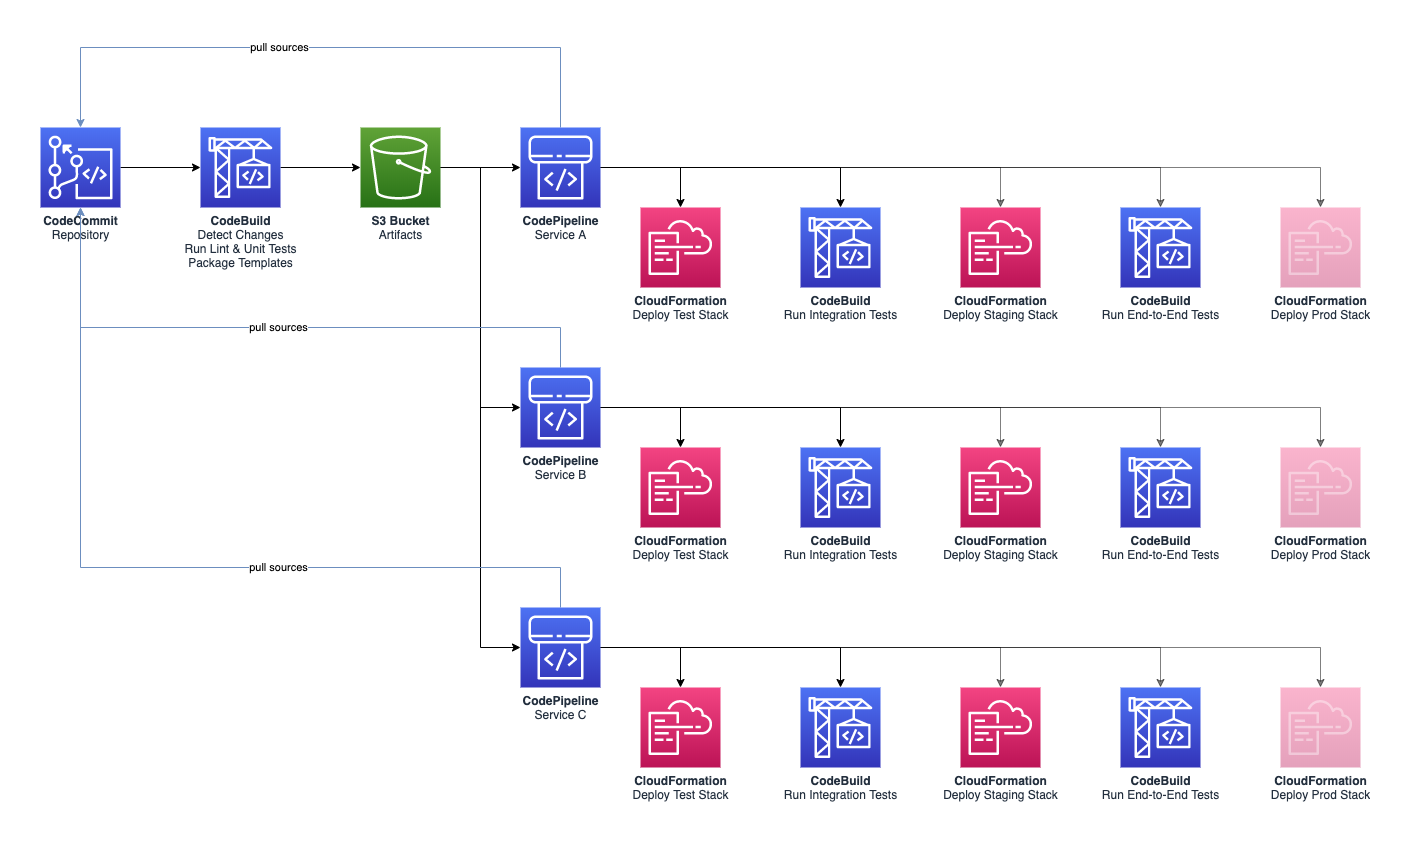 pull sources
CodeCommit
Repository
CodeBuild
Detect Changes
Run Lint & Unit Tests
Package Templates
S3 Bucket
Artifacts
CodePipeline
Service A
CloudFormation
Deploy Test Stack
CodeBuild
Run Integration Tests
CloudFormation
Deploy Staging Stack
CodeBuild
Run End-to-End Tests
CloudFormation
Deploy Prod Stack
pull sources
CodePipeline
Service B
CloudFormation
Deploy Test Stack
CodeBuild
Run Integration Tests
CloudFormation
Deploy Staging Stack
CodeBuild
Run End-to-End Tests
CloudFormation
Deploy Prod Stack
pull sources
CodePipeline
Service C
CloudFormation
Deploy Test Stack
CodeBuild
Run Integration Tests
CloudFormation
Deploy Staging Stack
CodeBuild
Run End-to-End Tests
CloudFormation
Deploy Prod Stack